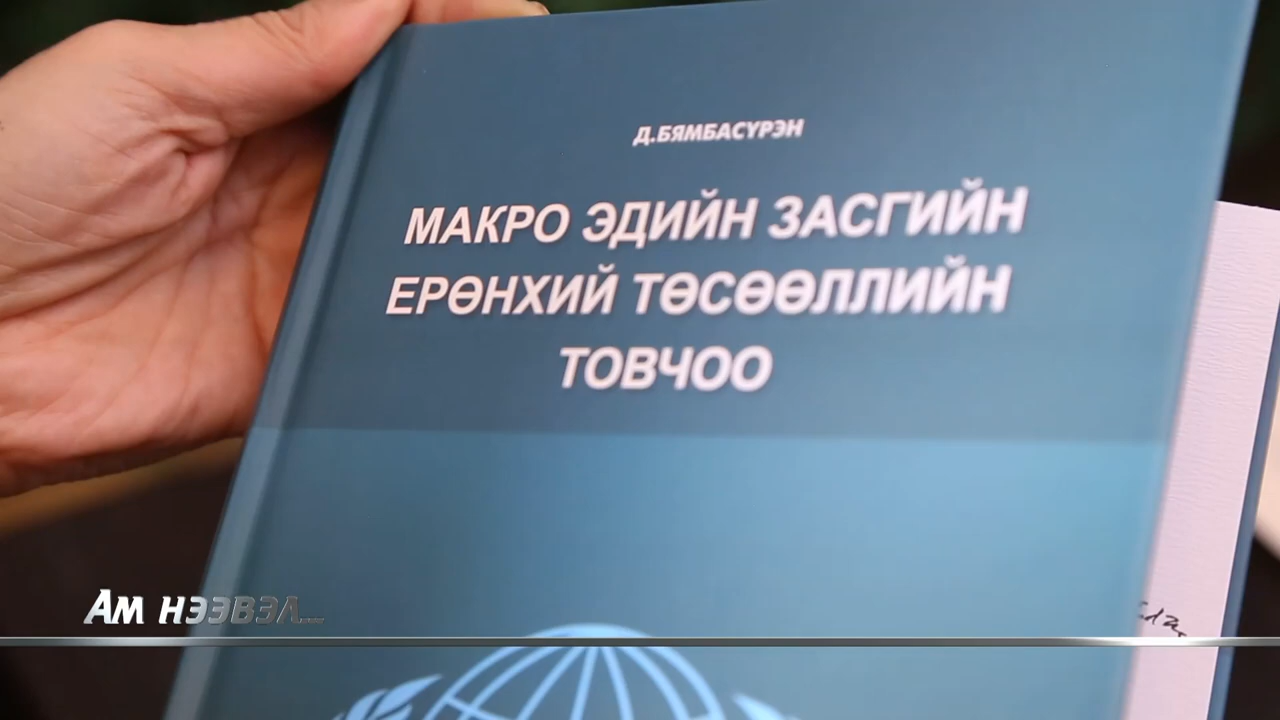 Д.БЯМБАСҮРЭН
МАКРО ЭДИЙН ЗАСГИЙН
ЕРӨНХИЙ ТӨСӨӨЛЛИЙН
ТОВЧОО
АМ НЭЭВЭЛ...